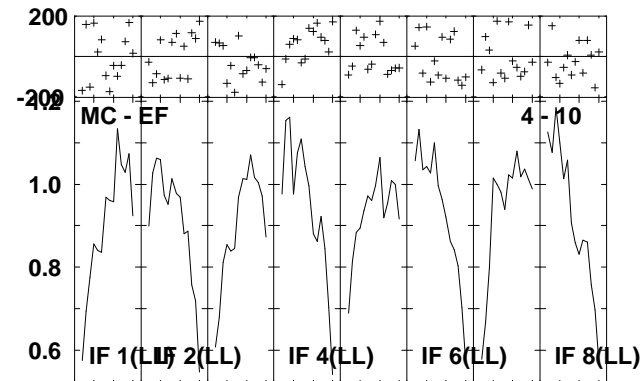 200
-200
1.2
MC - EF
4 - 10
1.0
0.8
0.6
IF 1(LL)
IF 2(LL)
IF 4(LL)
IF 6(LL)
IF 8(LL)